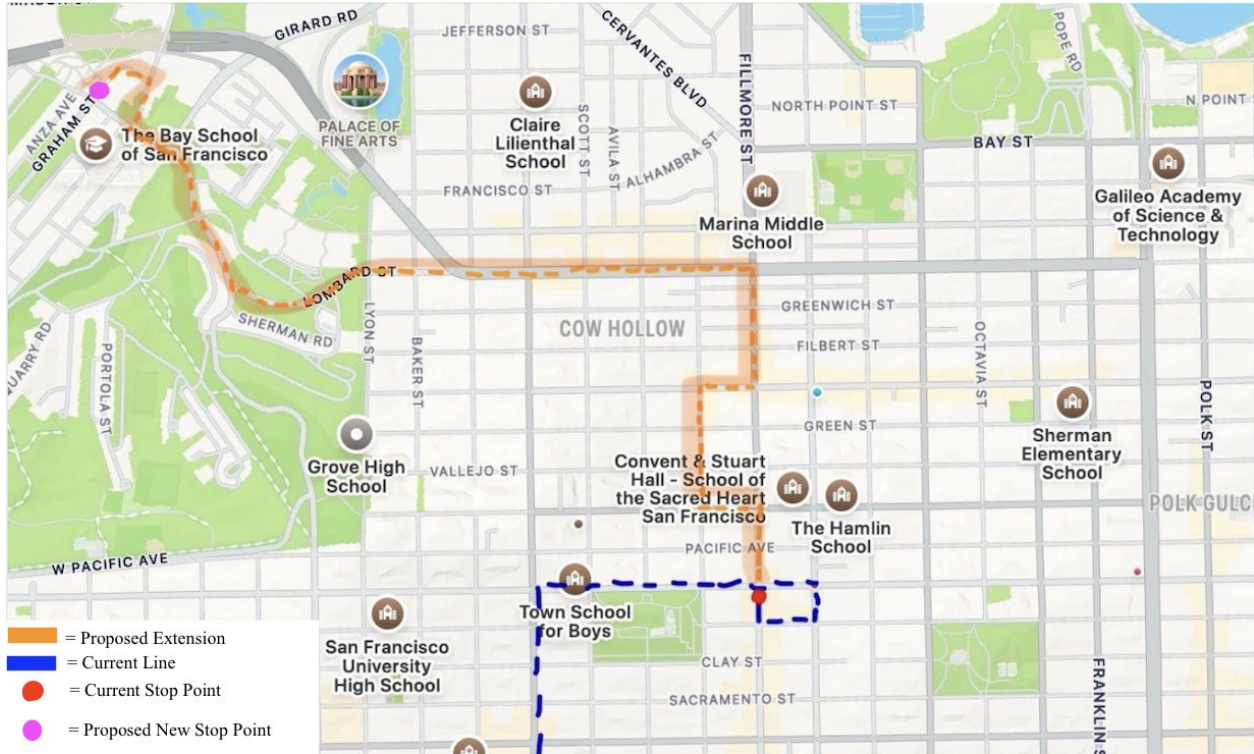 GIRARD RD
JEFFERSON ST
CERVANTES BLVD
FILLMORE ST
POPE RD
NORTH POINT ST
N POINT
BAY ST
ANZA AVE
GRAHAM ST
The Bay School
of San Francisco
PALACE OF
FINE ARTS
Claire
Lilienthal
School
SCOTT ST
AVILA ST
ALHAMBRA ST
FRANCISCO ST
Marina Middle
School
Galileo Academy
of Science &
Technology
LOMBARD ST
SHERMAN RD
LYON ST
BAKER ST
QUARRY RD
PORTOLA ST
COW HOLLOW
GREENWICH ST
FILBERT ST
OCTAVIA ST
GREEN ST
POLK ST
Sherman
Elementary
School
Grove High
School
VALLEJO ST
Convent & Stuart
Hall - School of
the Sacred Heart
San Francisco
The Hamlin
School
POLK GULC
PACIFIC AVE
W PACIFIC AVE
Town School
for Boys
San Francisco
University
High School
CLAY ST
SACRAMENTO ST
FRANKLIN S
= Proposed Extension
= Current Line
= Current Stop Point
= Proposed New Stop Point